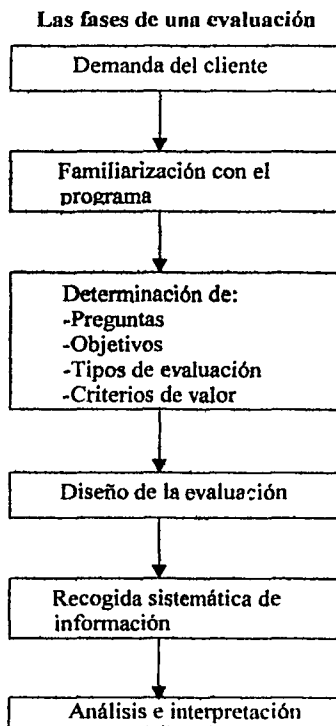 Las fases de una evaluación
Demanda del cliente
Familiarización con el
programa
Determinación de:
-Preguntas
-Objetivos
-Tipos de evaluación
-Criterios de valor
Diseño de la evaluación
Recogida sistemática de
información
Análisis e interpretación